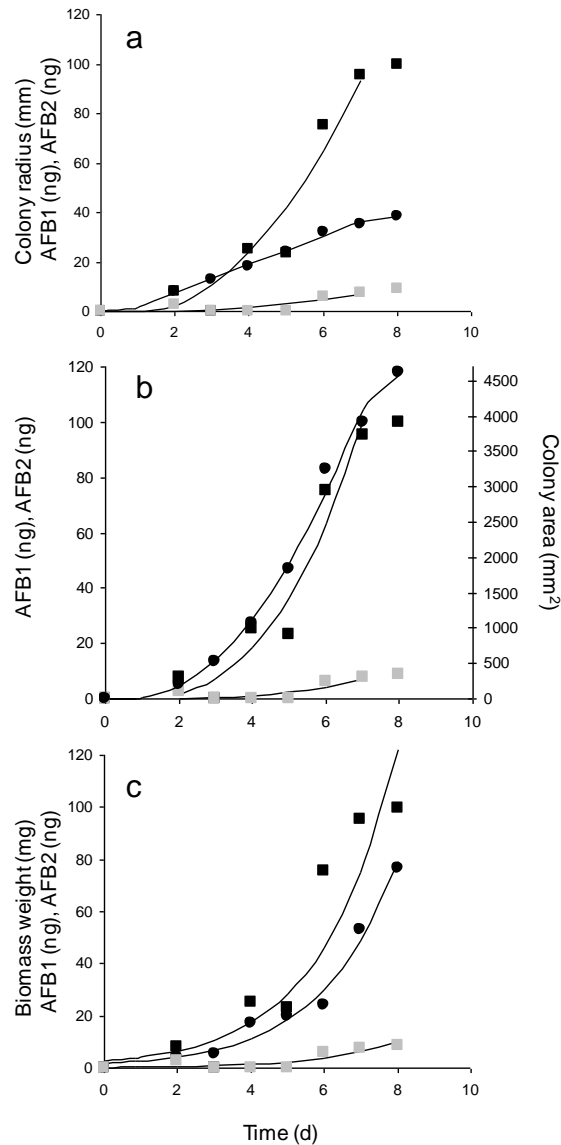 a
Colony radius (mm)
AFB1 (ng), AFB2 (ng)
120
100
80
60
40
20
0
0 2 4 6 8 10
b
AFB1 (ng), AFB2 (ng)
120
100
80
60
40
20
0
4500
4000
3500
3000
2500
2000
1500
1000
500
0
Colony area (mm²)
0 2 4 6 8 10
c
Biomass weight (mg)
AFB1 (ng), AFB2 (ng)
120
100
80
60
40
20
0
0 2 4 6 8 10
Time (d)